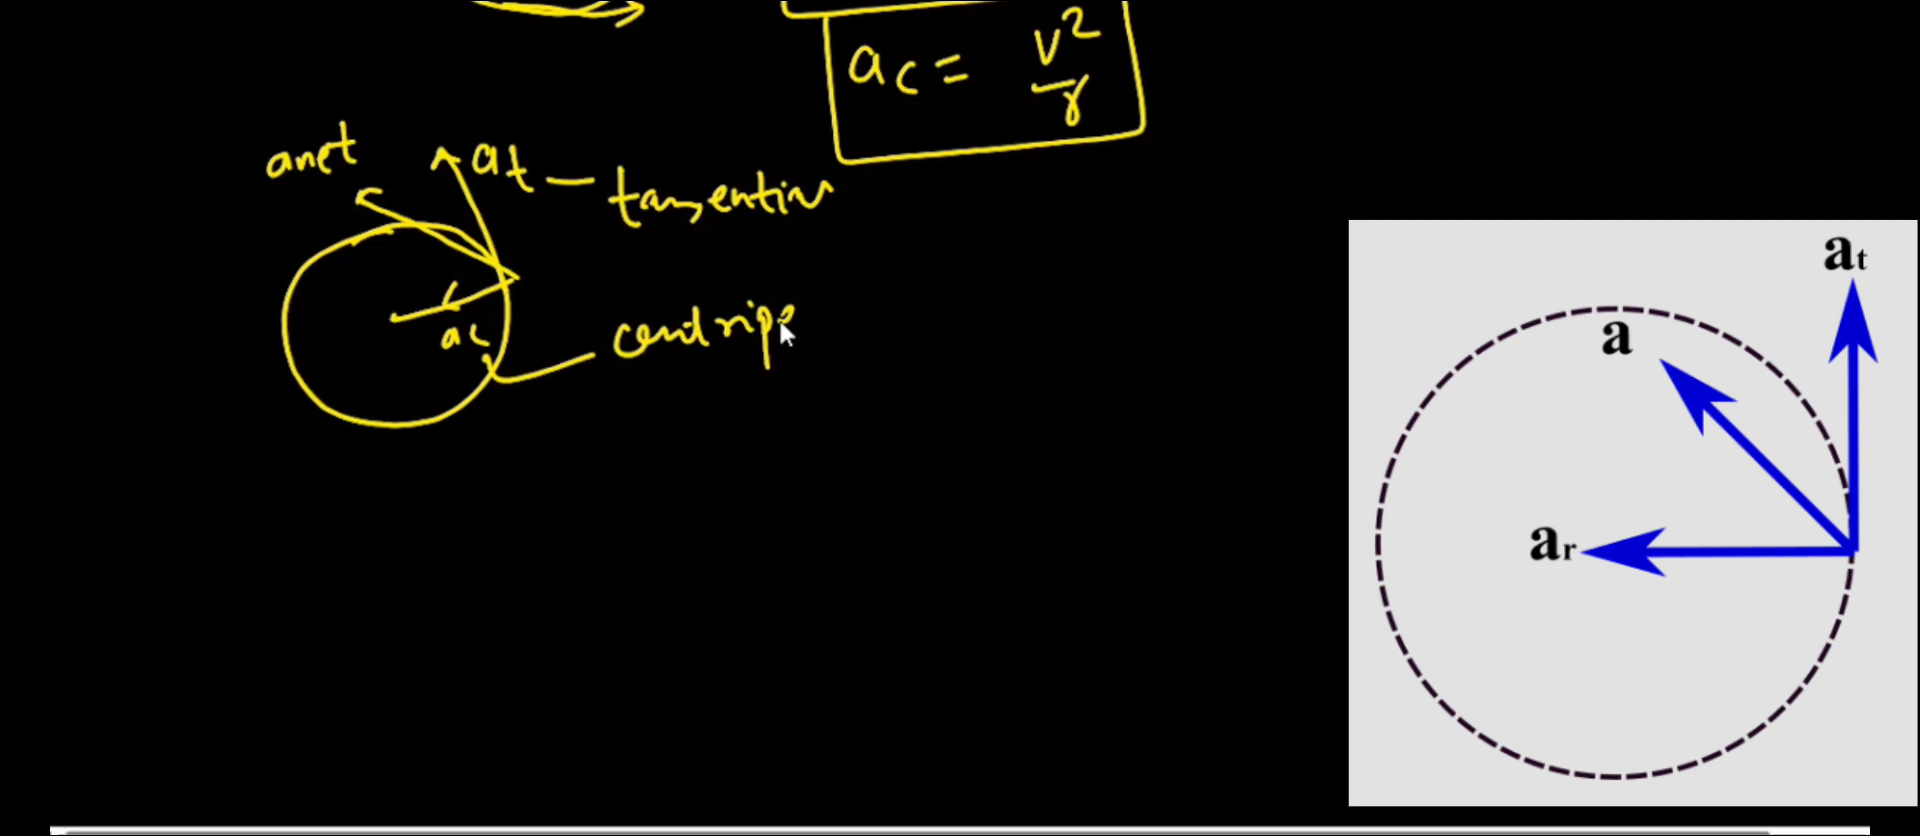 ac = v²/r
anet
at — tangentia
ac
centripe
at
a
ar